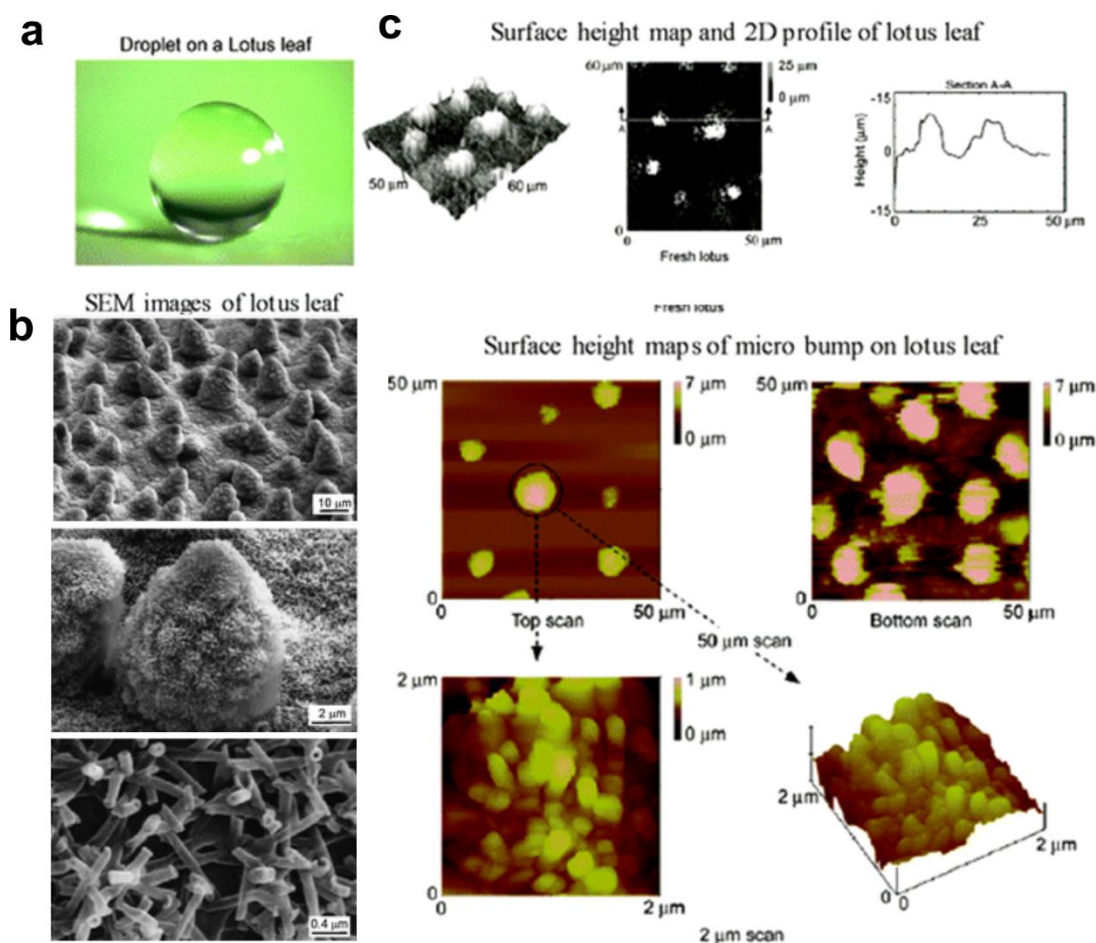 a
Droplet on a Lotus leaf
b
SEM images of lotus leaf
10 μm
2 μm
0.4 μm
c
Surface height map and 2D profile of lotus leaf
50 μm
60 μm
60 μm
25 μm
0 μm
A
A
0
0
50 μm
Fresh lotus
Section A-A
Height (μm)
-15
0
-15
0
25
50 μm
Fresh lotus
Surface height maps of micro bump on lotus leaf
50 μm
7 μm
0 μm
0
0
50 μm
Top scan
50 μm
7 μm
0 μm
0
0
50 μm
Bottom scan
50 μm scan
2 μm
1 μm
0 μm
0
0
2 μm
2 μm
2 μm
0
0
2 μm scan